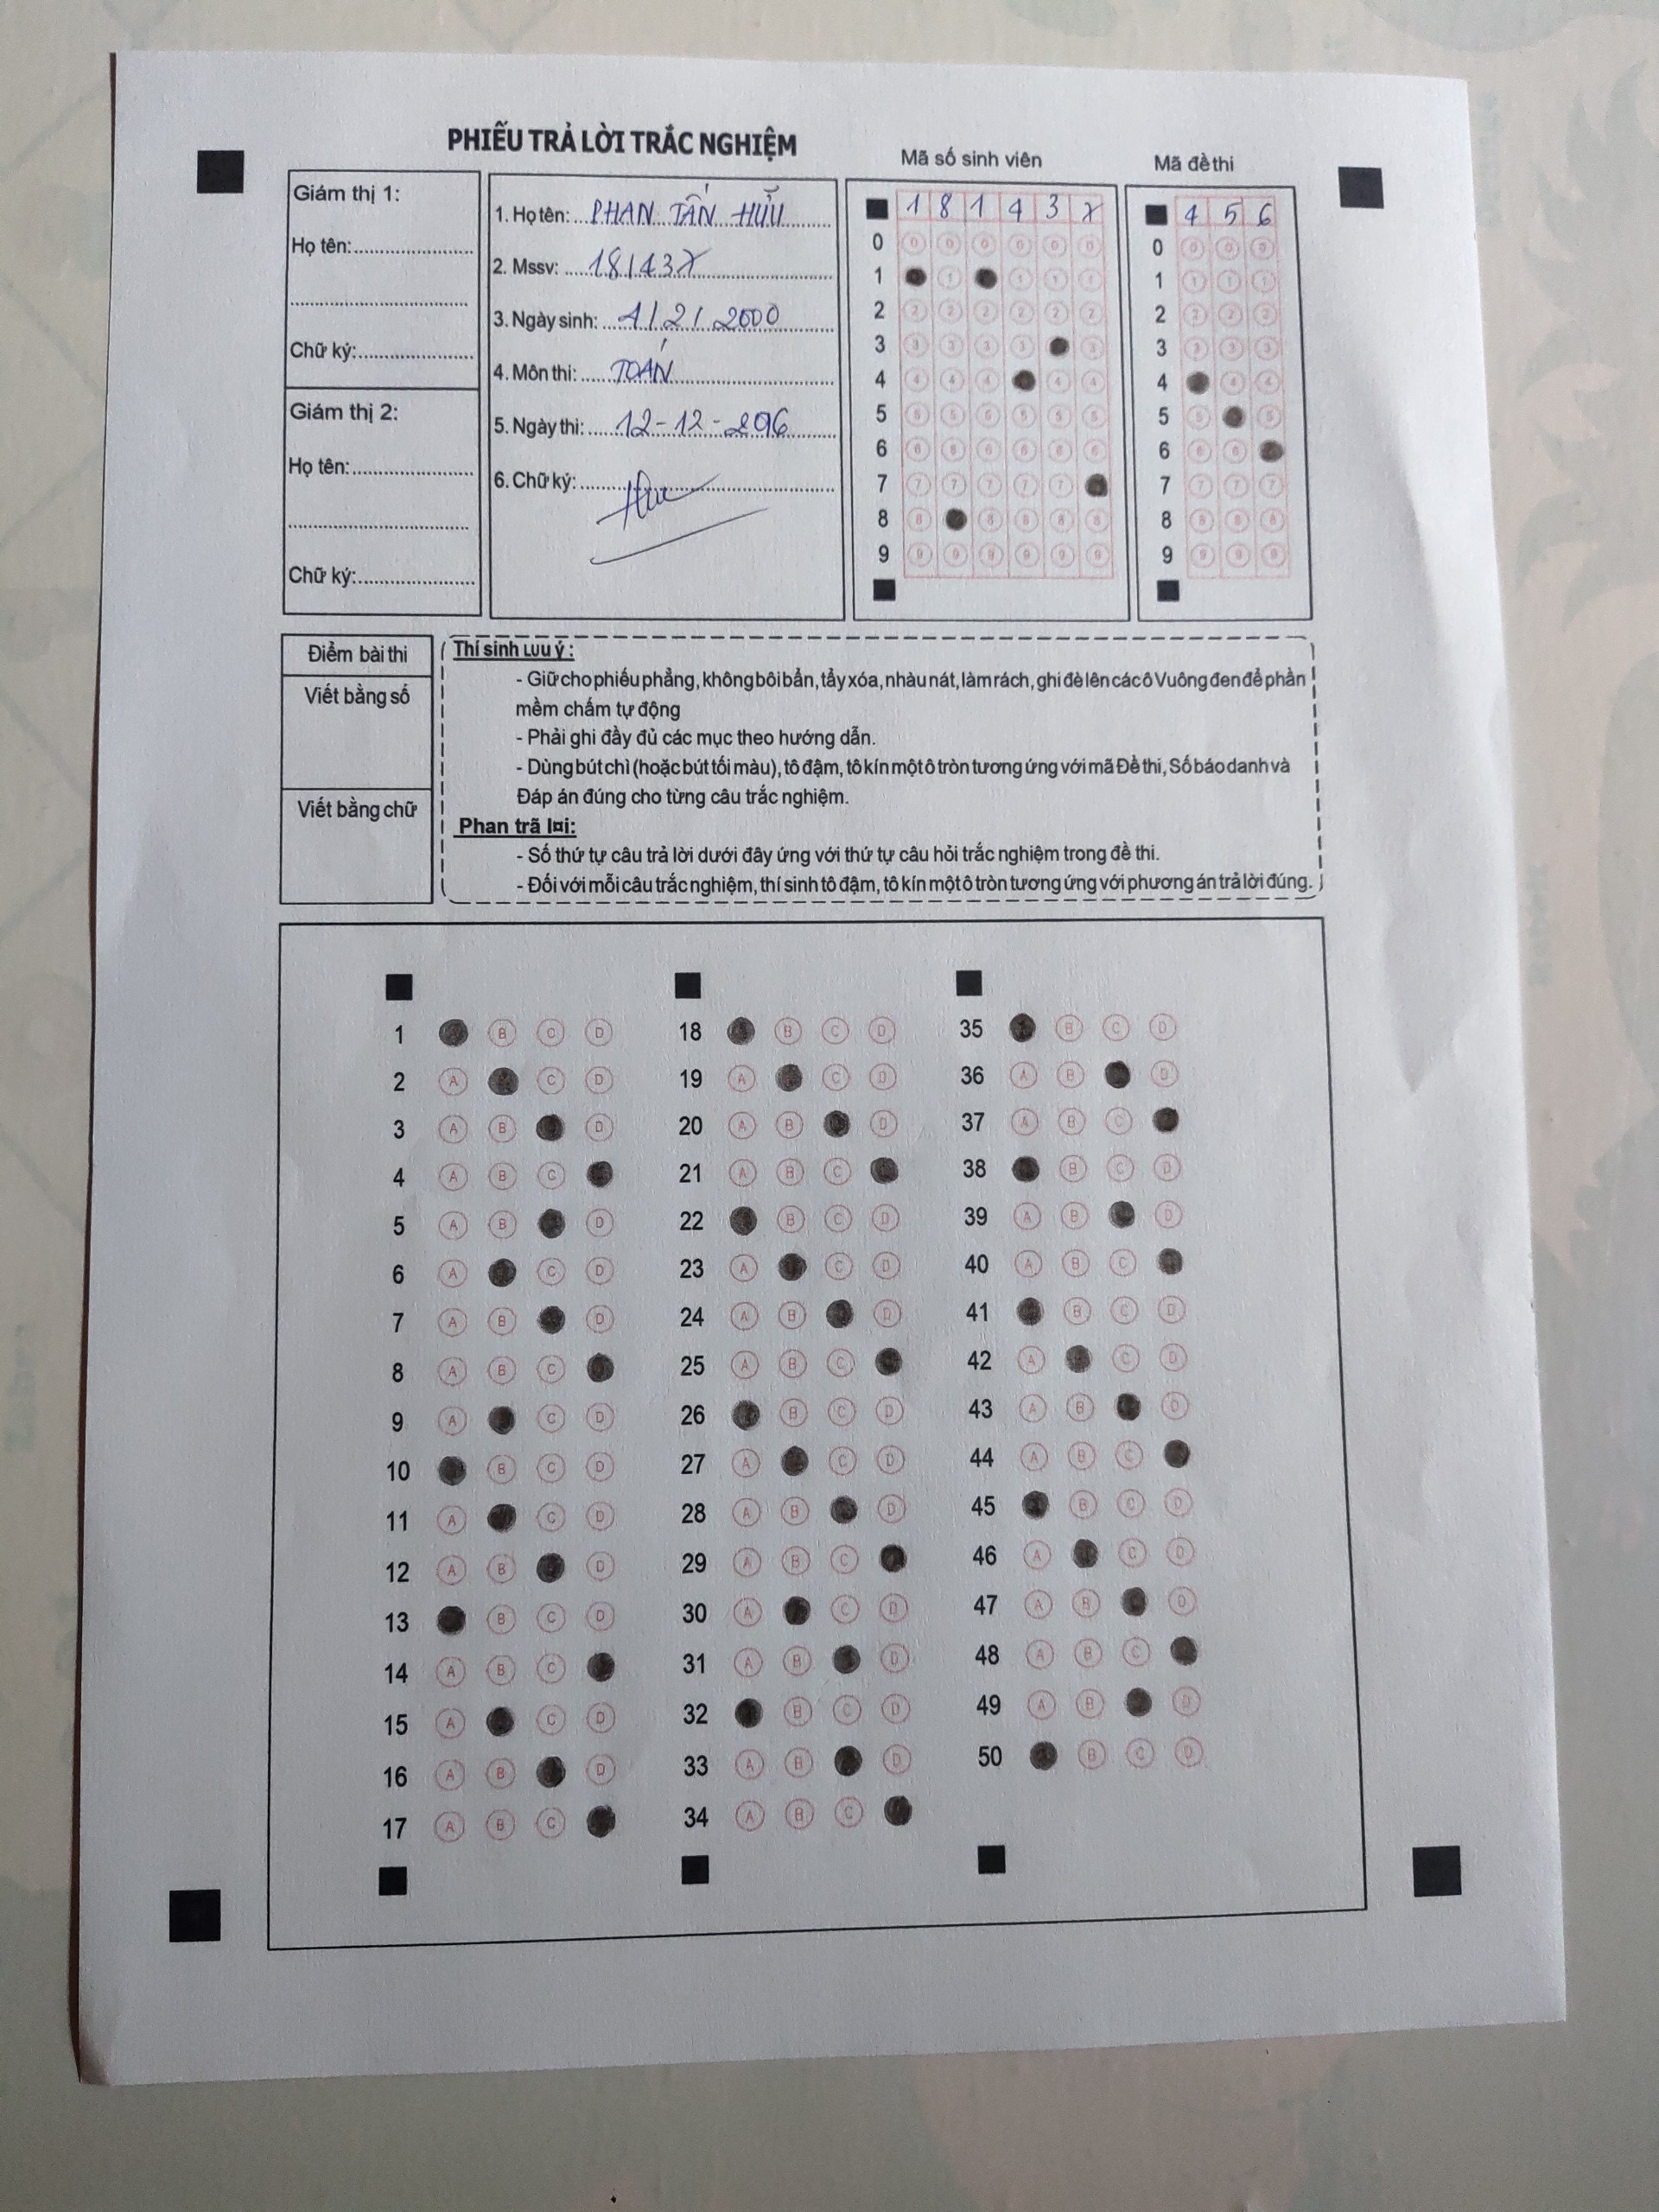 PHIẾU TRẢ LỜI TRẮC NGHIỆM
Mã số sinh viên
Mã đề thi
Giám thị 1:
Họ tên:
Chữ ký:
Giám thị 2:
Họ tên:
Chữ ký:
1. Họ tên: PHAN TẤN HỮU
2. Mssv: 181437
3. Ngày sinh: 1/2/2000
4. Môn thi: TOÁN
5. Ngày thi: 12-12-
6. Chữ ký:
1 8 1 4 3 7
0 0 0 0 0 0 0
1 1 1 1 1
2 2 2 2 2 2 2
3 3 3 3 3 3
4 4 4 4 4 4
5 5 5 5 5 5 5
6 6 6 6 6 6 6
7 7 7 7 7 7
8 8 8 8 8 8
9 9 9 9 9 9 9
4 5 6
0 0 0 0
1 1 1 1
2 2 2 2
3 3 3 3
4 4 4
5 5 5
6 6 6
7 7 7 7
8 8 8 8
9 9 9 9
Điểm bài thi
Viết bằng số
Viết bằng chữ
Thí sinh Lưu ý :
- Giữ cho phiếu phẳng, không bôi bẩn, tẩy xóa, nhàu nát, làm rách, ghi đè lên các ô Vuông đen để phần
mềm chấm tự động
- Phải ghi đầy đủ các mục theo hướng dẫn.
- Dùng bút chì (hoặc bút tối màu), tô đậm, tô kín một ô tròn tương ứng với mã Đề thi, Số báo danh và
Đáp án đúng cho từng câu trắc nghiệm.
Phan trã l¤i:
- Số thứ tự câu trả lời dưới đây ứng với thứ tự câu hỏi trắc nghiệm trong đề thi.
- Đối với mỗi câu trắc nghiệm, thí sinh tô đậm, tô kín một ô tròn tương ứng với phương án trả lời đúng.
1 B C D
2 A C D
3 A B D
4 A B C
5 A B D
6 A C D
7 A B D
8 A B C
9 A C D
10 B C D
11 A C D
12 A B D
13 B C D
14 A B C
15 A C D
16 A B D
17 A B C
18 B C D
19 A C D
20 A B D
21 A B C
22 B C D
23 A C D
24 A B D
25 A B C
26 B C D
27 A C D
28 A B D
29 A B C
30 A C D
31 A B D
32 B C D
33 A B D
34 A B C
35 B C D
36 A B D
37 A B C
38 B C D
39 A B D
40 A B C
41 B C D
42 A C D
43 A B D
44 A B C
45 B C D
46 A C D
47 A B D
48 A B C
49 A B D
50 B C D